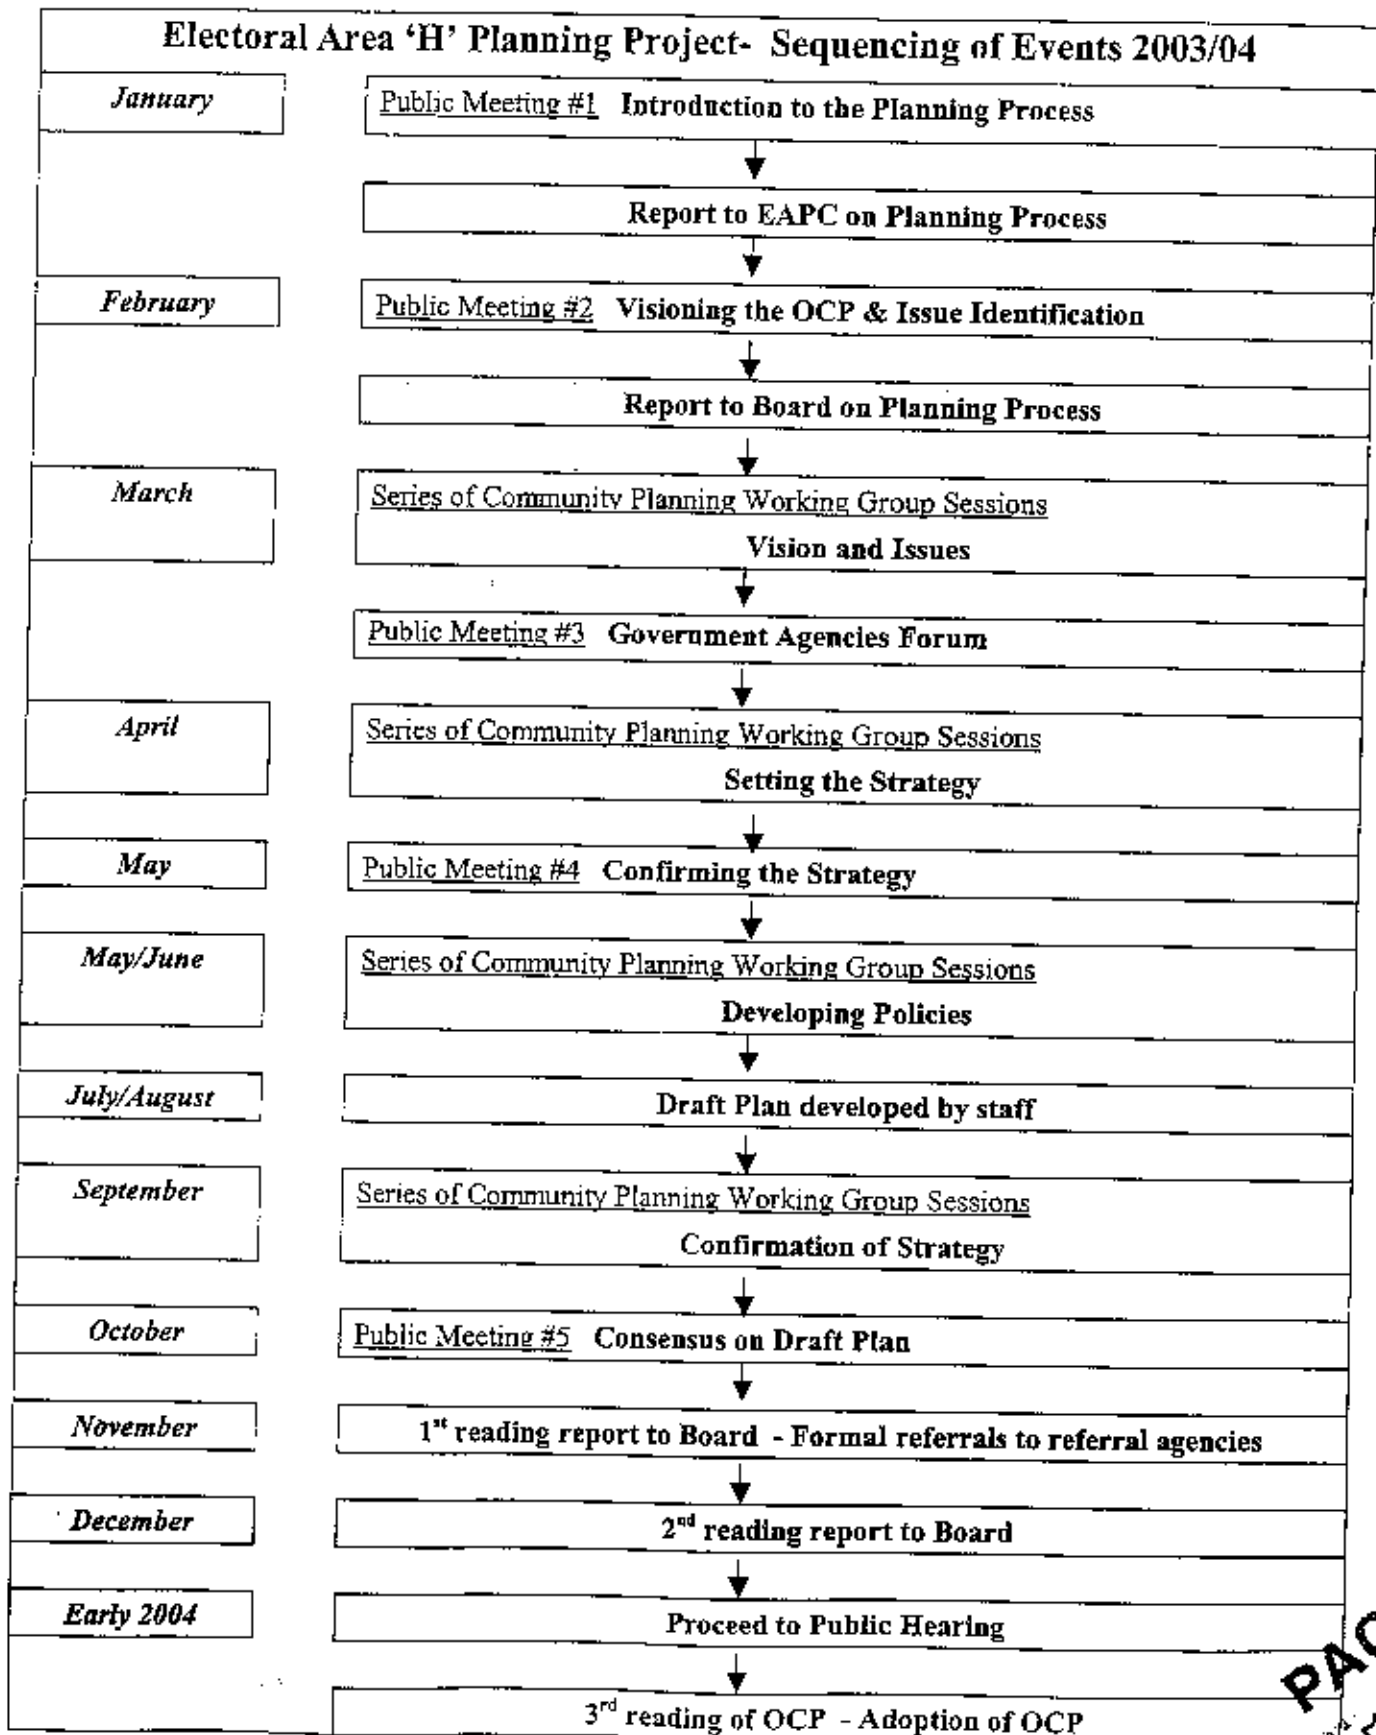 Electoral Area ‘H’ Planning Project- Sequencing of Events 2003/04
January
Public Meeting #1 Introduction to the Planning Process
Report to EAPC on Planning Process
February
Public Meeting #2 Visioning the OCP & Issue Identification
Report to Board on Planning Process
March
Series of Community Planning Working Group Sessions
Vision and Issues
Public Meeting #3 Government Agencies Forum
April
Series of Community Planning Working Group Sessions
Setting the Strategy
May
Public Meeting #4 Confirming the Strategy
May/June
Series of Community Planning Working Group Sessions
Developing Policies
July/August
Draft Plan developed by staff
September
Series of Community Planning Working Group Sessions
Confirmation of Strategy
October
Public Meeting #5 Consensus on Draft Plan
November
1st reading report to Board - Formal referrals to referral agencies
December
2nd reading report to Board
Early 2004
Proceed to Public Hearing
3rd reading of OCP - Adoption of OCP